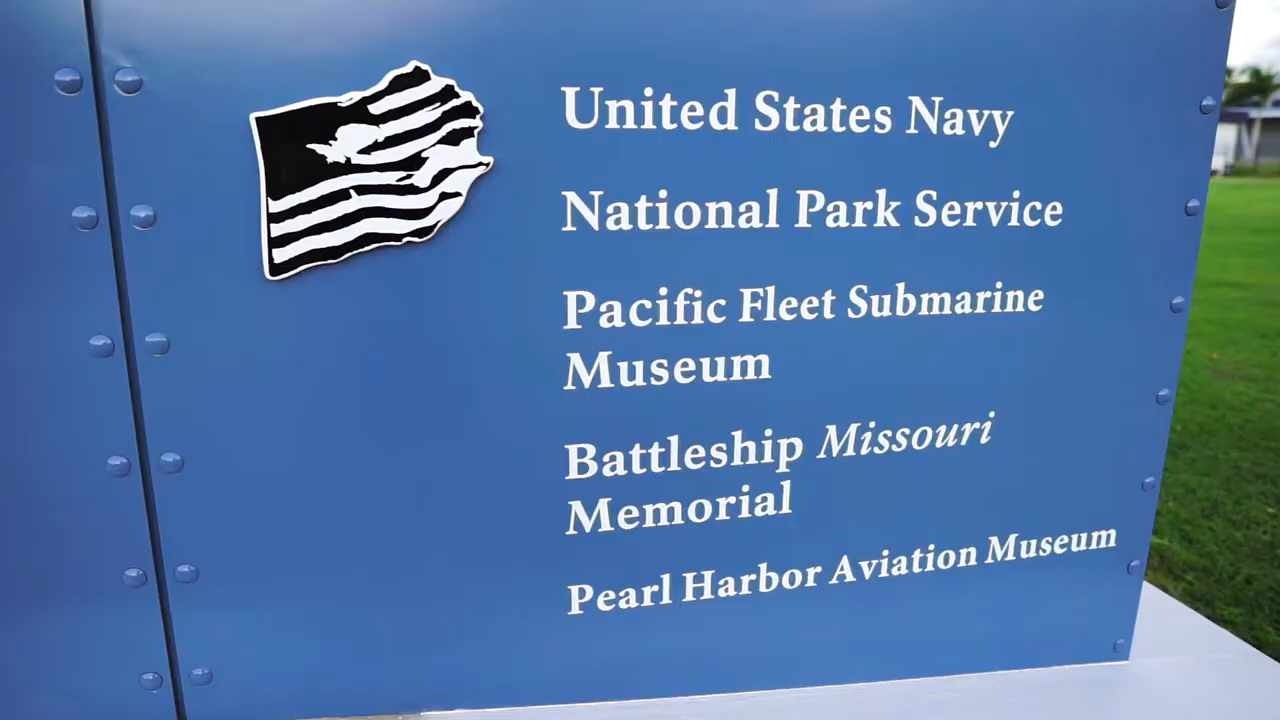 United States Navy
National Park Service
Pacific Fleet Submarine
Museum
Battleship Missouri
Memorial
Pearl Harbor Aviation Museum